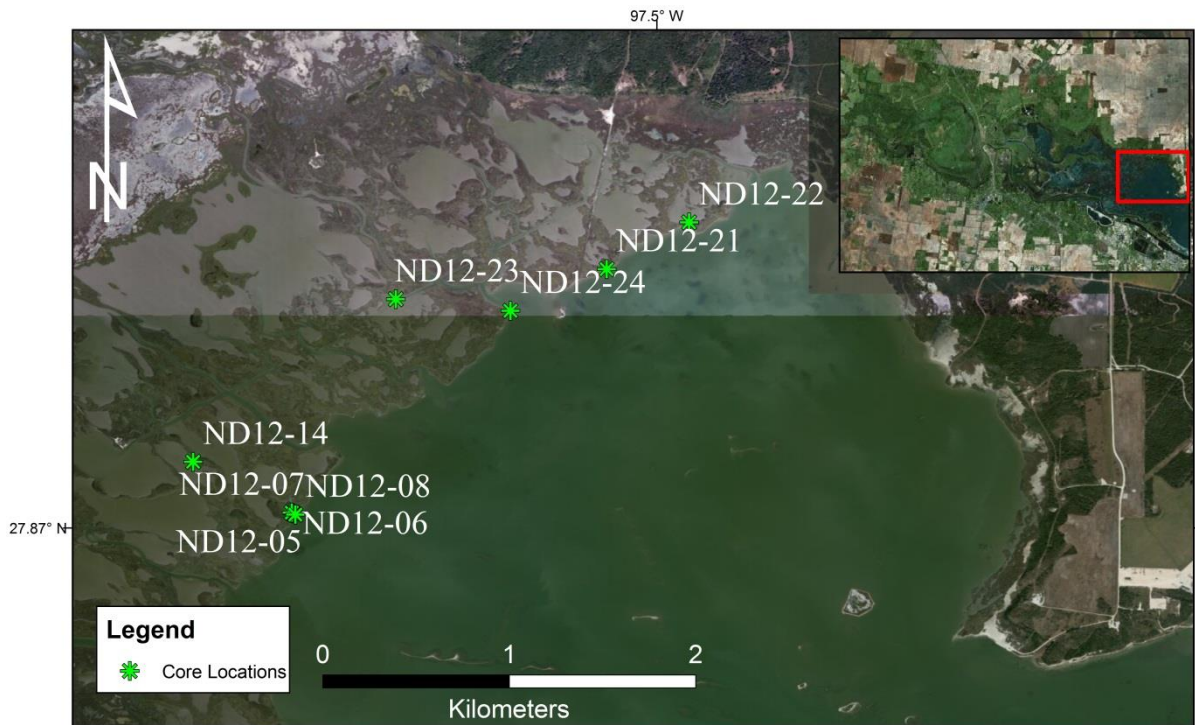 97.5° W
N
ND12-22
ND12-21
ND12-23
ND12-24
ND12-14
ND12-07 ND12-08
ND12-06
ND12-05
27.87° N
Legend
Core Locations
0 1 2
Kilometers